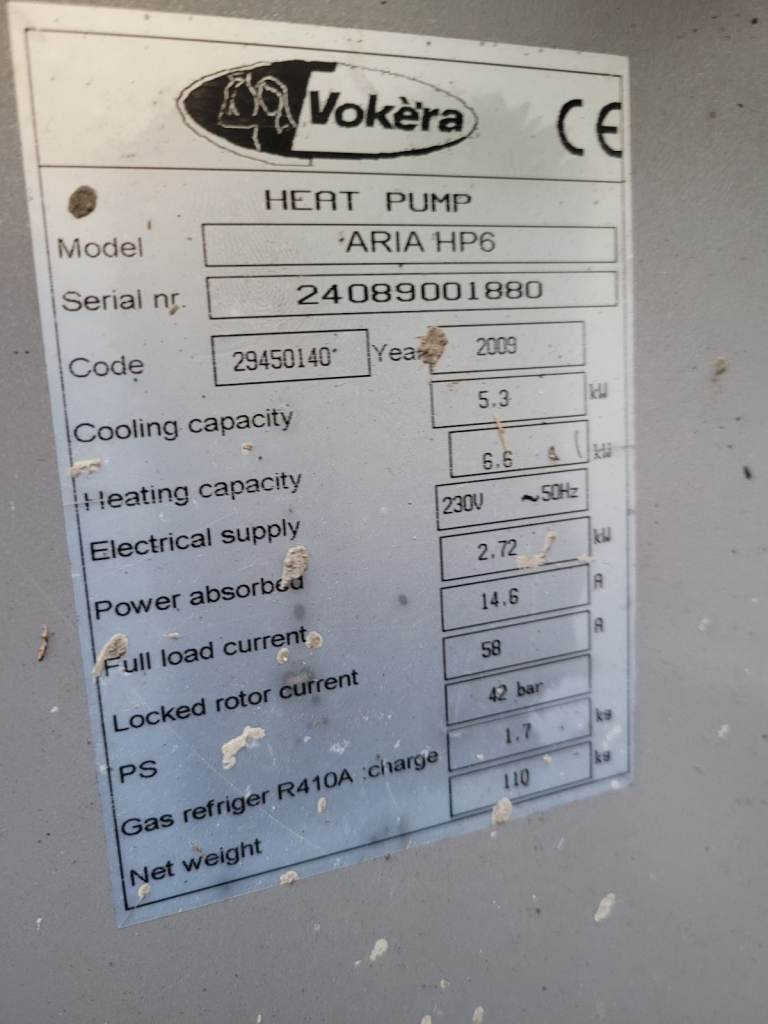 Vokèra CE
HEAT PUMP
Model ARIA HP6
Serial nr. 24089001880
Code 29450140 Year 2009
Cooling capacity 5.3 kW
Heating capacity 6.6 kW
Electrical supply 230V ~50Hz
Power absorbed 2.72 kW
Full load current 14.6 A
Locked rotor current 58 A
PS 42 bar
Gas refriger R410A :charge 1.7 kg
Net weight 110 kg